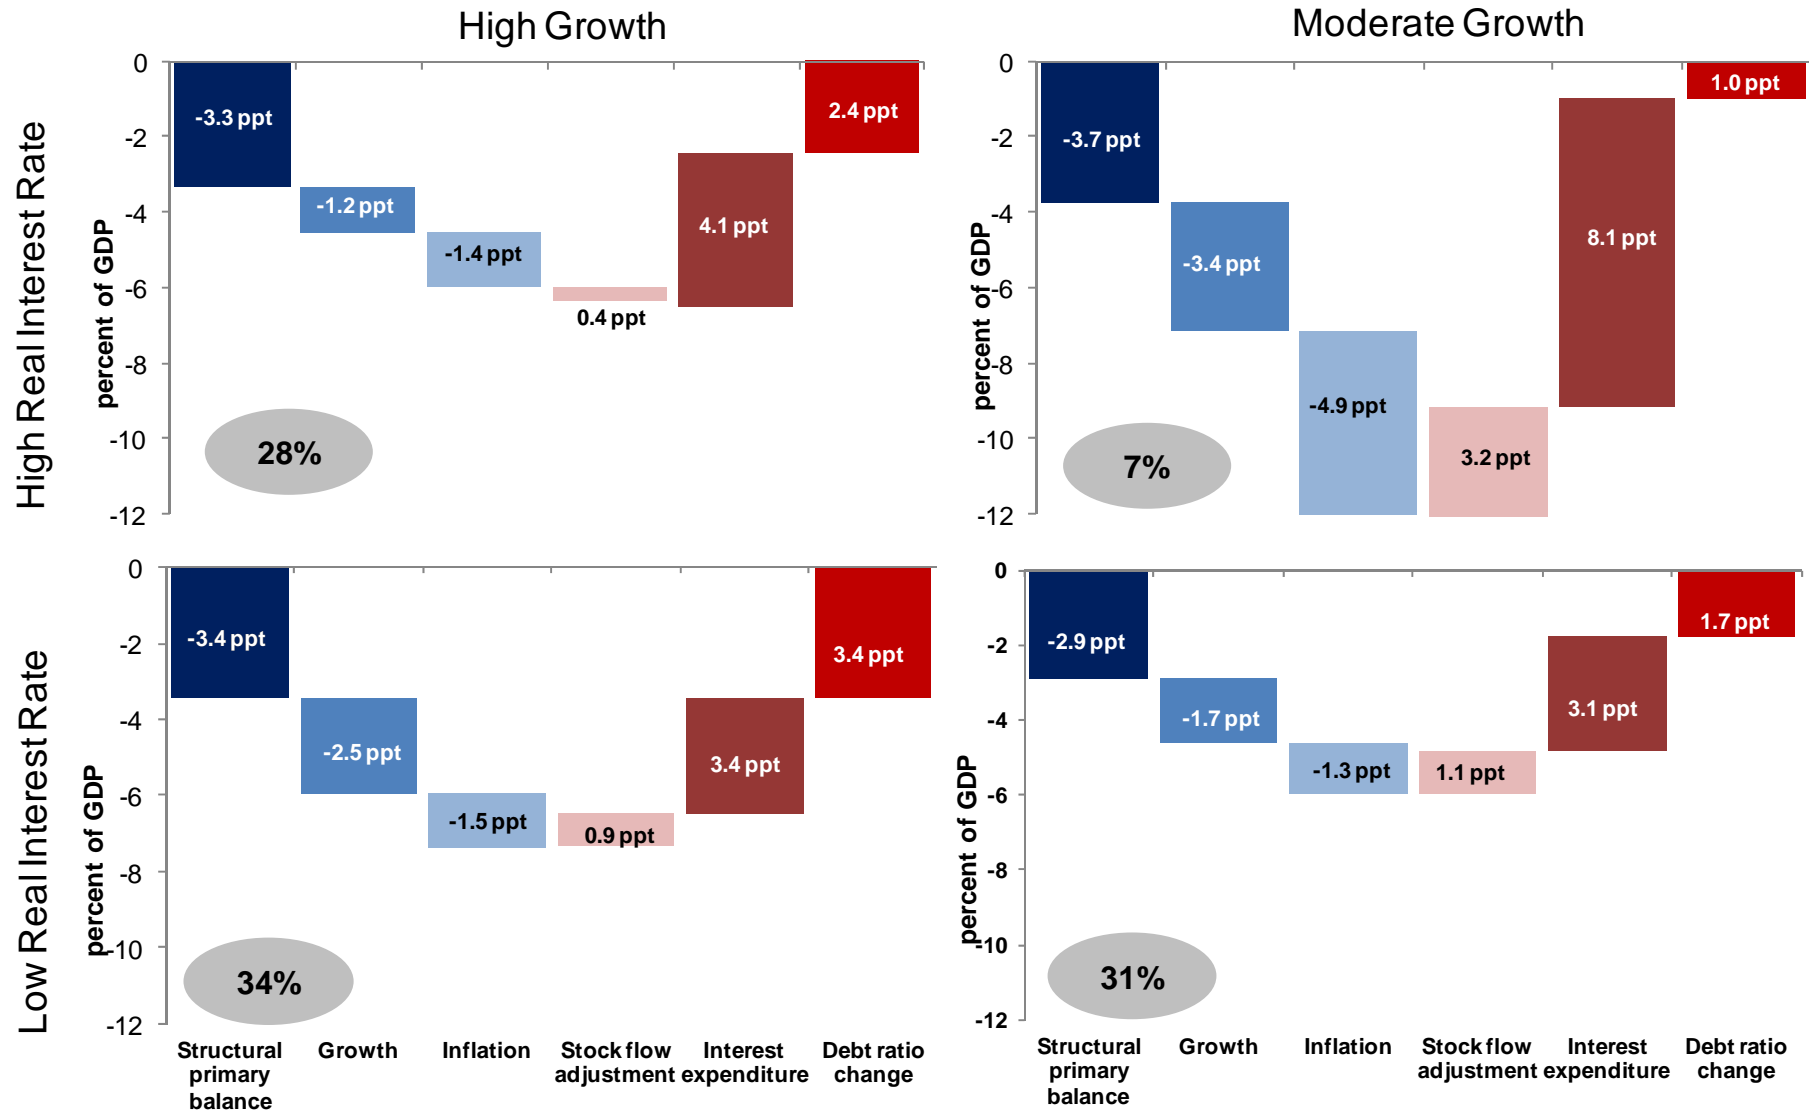 High Growth
Moderate Growth
High Real Interest Rate
percent of GDP
0
-2
-4
-6
-8
-10
-12
-3.3 ppt
-1.2 ppt
-1.4 ppt
0.4 ppt
4.1 ppt
2.4 ppt
28%
percent of GDP
0
-2
-4
-6
-8
-10
-12
-3.7 ppt
-3.4 ppt
-4.9 ppt
3.2 ppt
8.1 ppt
1.0 ppt
7%
Low Real Interest Rate
percent of GDP
0
-2
-4
-6
-8
-10
-12
-3.4 ppt
-2.5 ppt
-1.5 ppt
0.9 ppt
3.4 ppt
3.4 ppt
34%
Structural
primary
balance
Growth
Inflation
Stock flow
adjustment
Interest
expenditure
Debt ratio
change
percent of GDP
0
-2
-4
-6
-8
-10
-12
-2.9 ppt
-1.7 ppt
-1.3 ppt
1.1 ppt
3.1 ppt
1.7 ppt
31%
Structural
primary
balance
Growth
Inflation
Stock flow
adjustment
Interest
expenditure
Debt ratio
change